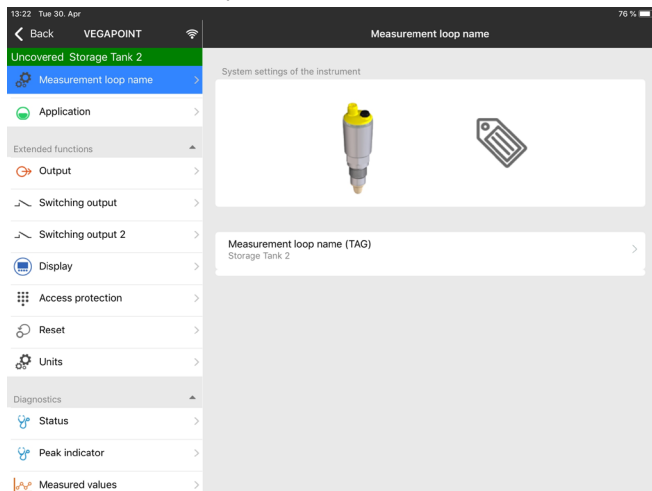 13:22 Tue 30. Apr
76 %
Back VEGAPOINT
Measurement loop name
Uncovered Storage Tank 2
Measurement loop name
Application
Extended functions
Output
Switching output
Switching output 2
Display
Access protection
Reset
Units
Diagnostics
Status
Peak indicator
Measured values
System settings of the instrument
Measurement loop name (TAG)
Storage Tank 2